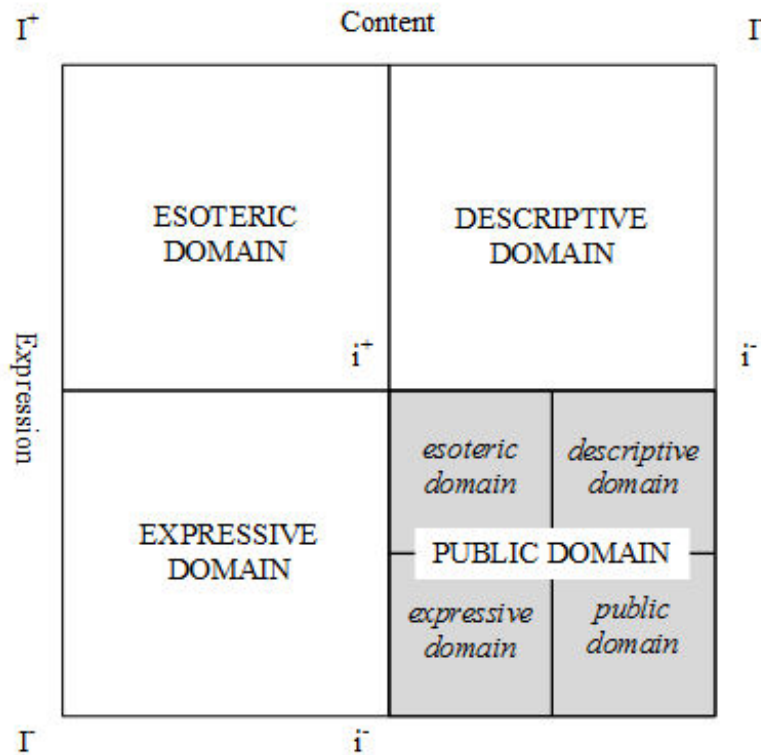 I⁺ Content I⁻
ESOTERIC
DOMAIN
DESCRIPTIVE
DOMAIN
Expression
i⁺ i⁻
esoteric
domain
descriptive
domain
EXPRESSIVE
DOMAIN
PUBLIC DOMAIN
expressive
domain
public
domain
I⁻ i⁻